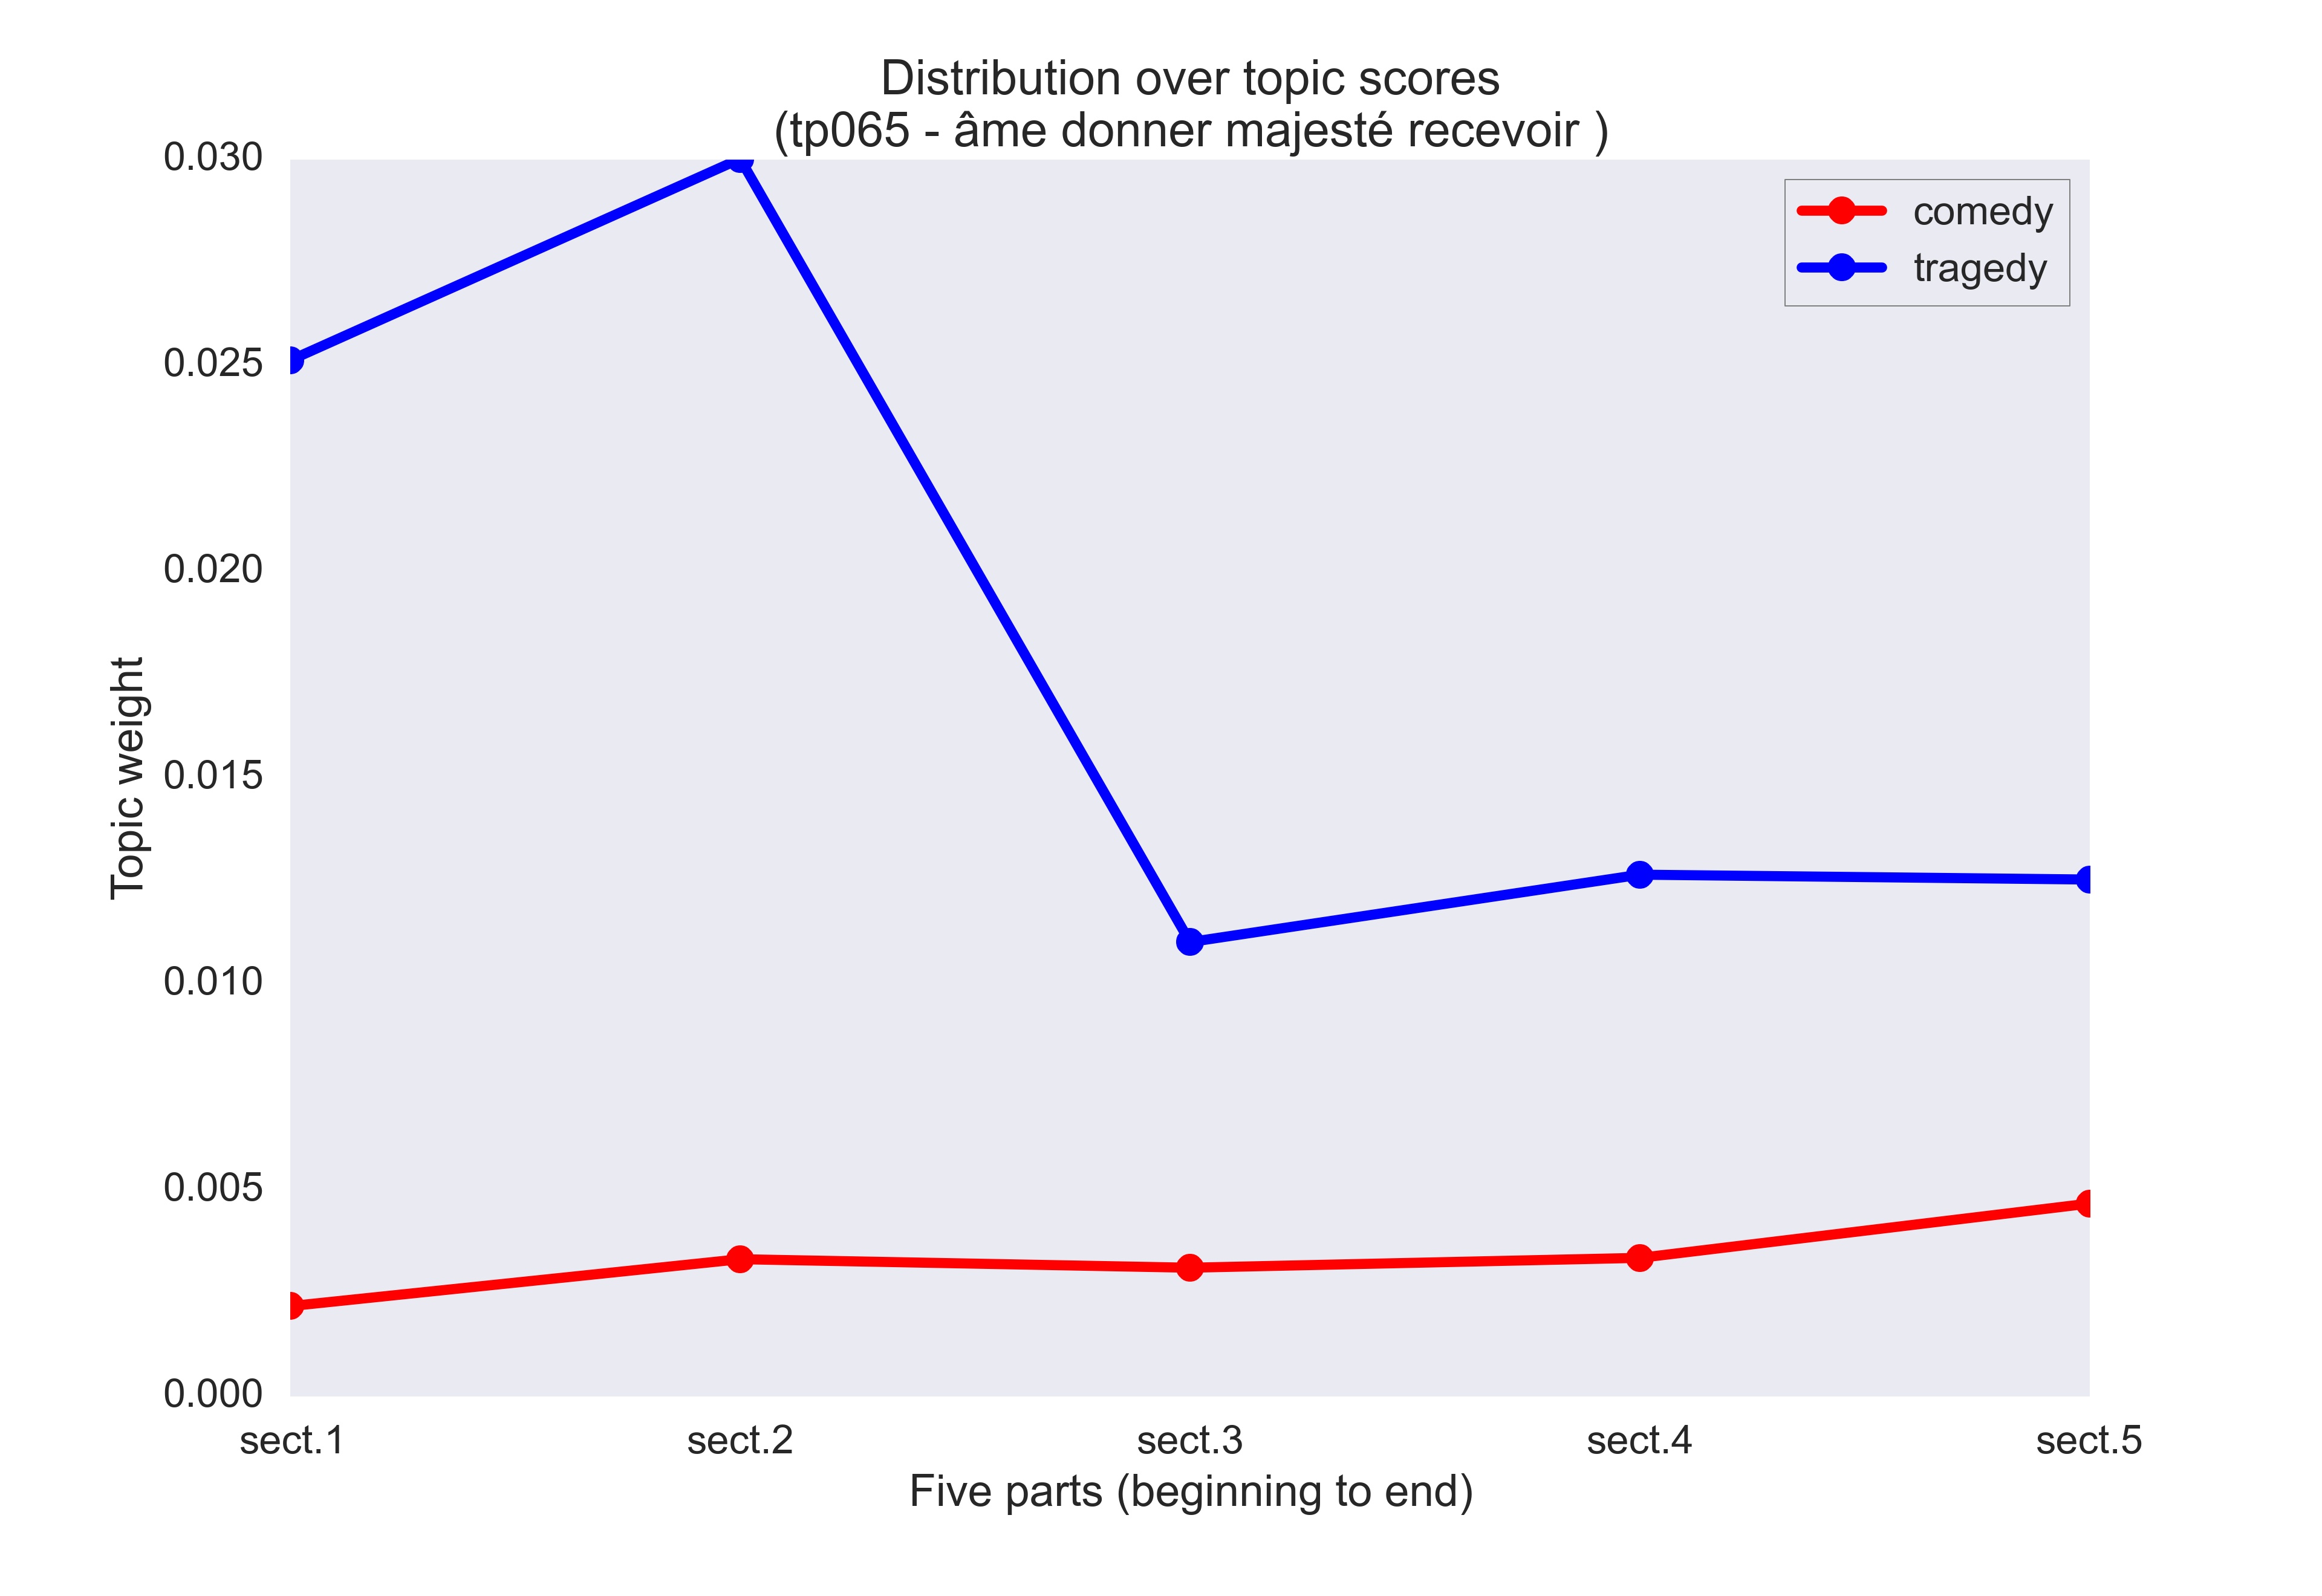 Distribution over topic scores
(tp065 - âme donner majesté recevoir )
0.030
0.025
0.020
0.015
0.010
0.005
0.000
Topic weight
comedy
tragedy
sect.1
sect.2
sect.3
sect.4
sect.5
Five parts (beginning to end)